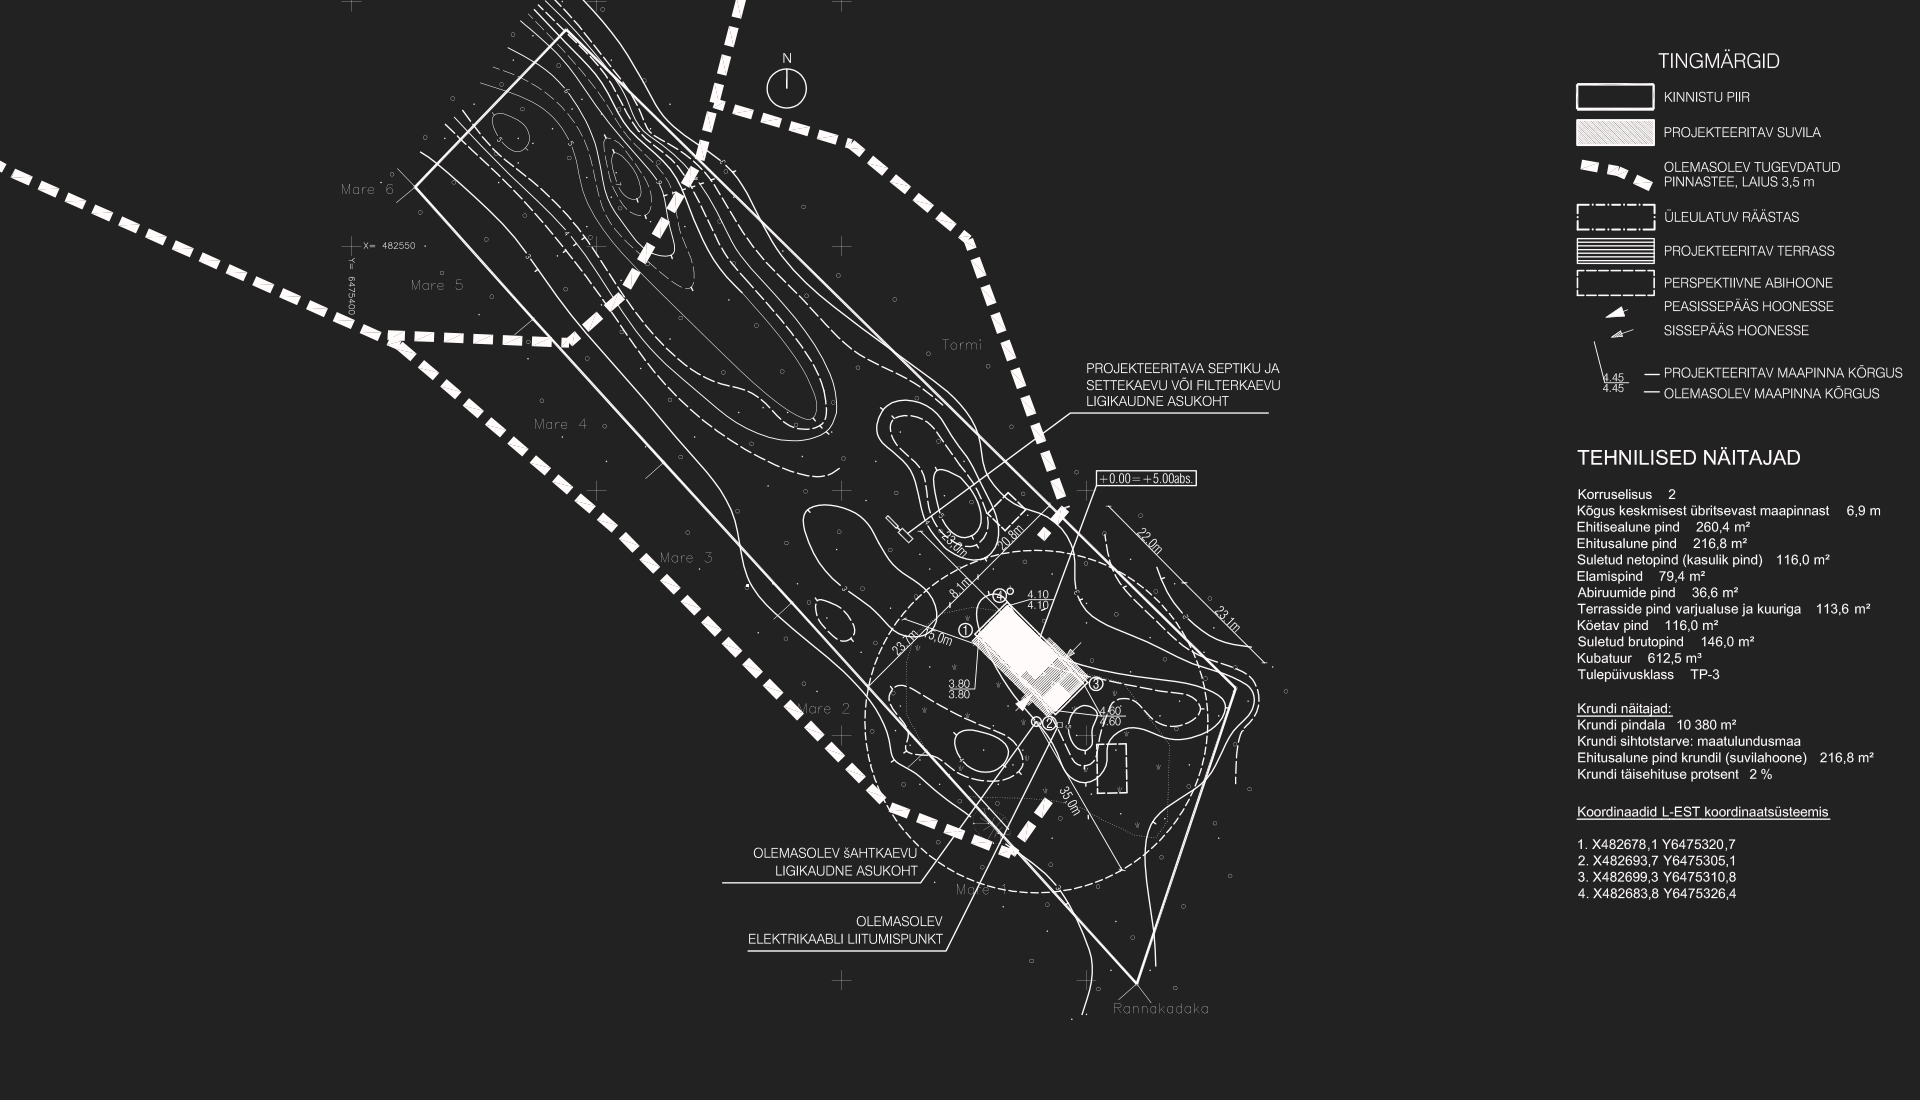 N
Mare 6
X= 482550
Y= 6475400
Mare 5
Tormi
Mare 4
Mare 3
Mare 2
Mare 1
Rannakadaka
PROJEKTEERITAVA SEPTIKU JA
SETTEKAEVU VÕI FILTERKAEVU
LIGIKAUDNE ASUKOHT
+0.00=+5.00abs.
22,0m
23,0m
20,8m
8,1m
23,1m
4.10
4.10
4
1
3.80
3.80
3
4.60
4.60
2
35,0m
OLEMASOLEV šAHTKAEVU
LIGIKAUDNE ASUKOHT
OLEMASOLEV
ELEKTRIKAABLI LIITUMISPUNKT
TINGMÄRGID
KINNISTU PIIR
PROJEKTEERITAV SUVILA
OLEMASOLEV TUGEVDATUD
PINNASTEE, LAIUS 3,5 m
ÜLEULATUV RÄÄSTAS
PROJEKTEERITAV TERRASS
PERSPEKTIIVNE ABIHOONE
PEASISSEPÄÄS HOONESSE
SISSEPÄÄS HOONESSE
4.45
4.45
PROJEKTEERITAV MAAPINNA KÕRGUS
OLEMASOLEV MAAPINNA KÕRGUS
TEHNILISED NÄITAJAD
Korruselisus 2
Kõgus keskmisest übritsevast maapinnast 6,9 m
Ehitisealune pind 260,4 m²
Ehitusalune pind 216,8 m²
Suletud netopind (kasulik pind) 116,0 m²
Elamispind 79,4 m²
Abiruumide pind 36,6 m²
Terrasside pind varjualuse ja kuuriga 113,6 m²
Köetav pind 116,0 m²
Suletud brutopind 146,0 m²
Kubatuur 612,5 m³
Tulepüivusklass TP-3
Krundi näitajad:
Krundi pindala 10 380 m²
Krundi sihtotstarve: maatulundusmaa
Ehitusalune pind krundil (suvilahoone) 216,8 m²
Krundi täisehituse protsent 2 %
Koordinaadid L-EST koordinaatsüsteemis
1. X482678,1 Y6475320,7
2. X482693,7 Y6475305,1
3. X482699,3 Y6475310,8
4. X482683,8 Y6475326,4